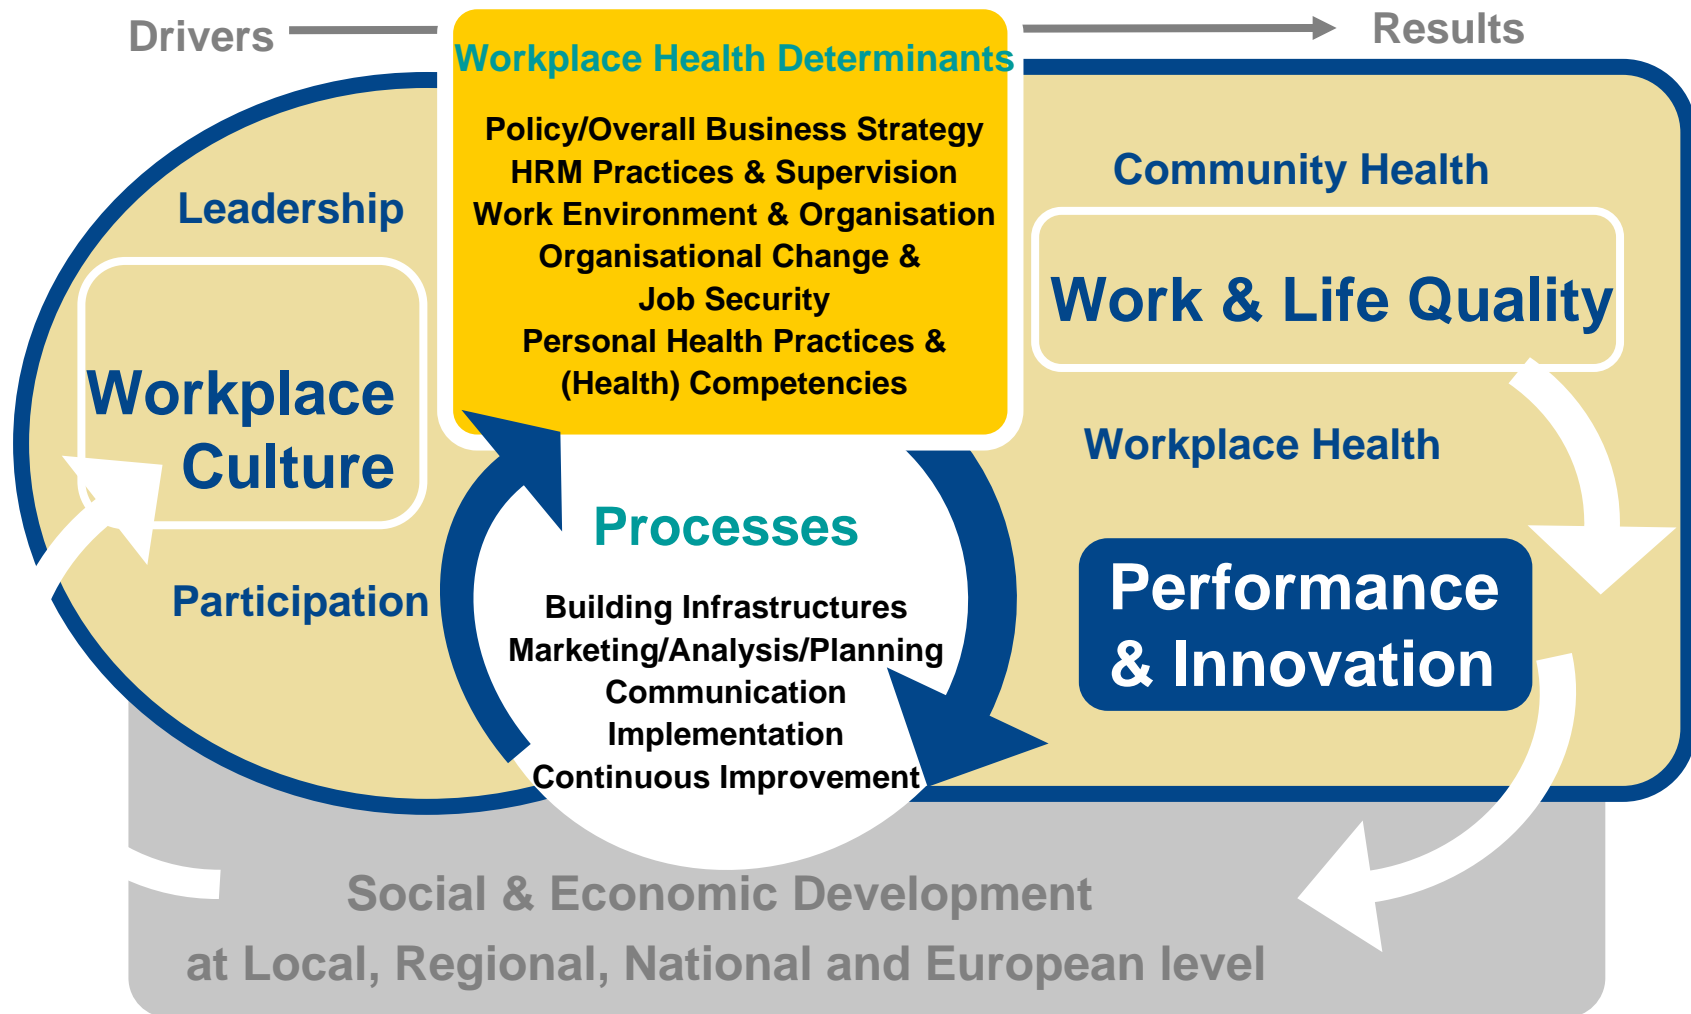 Drivers
Results
Workplace Health Determinants
Policy/Overall Business Strategy
HRM Practices & Supervision
Work Environment & Organisation
Organisational Change &
Job Security
Personal Health Practices &
(Health) Competencies
Leadership
Workplace
Culture
Participation
Processes
Building Infrastructures
Marketing/Analysis/Planning
Communication
Implementation
Continuous Improvement
Community Health
Work & Life Quality
Workplace Health
Performance
& Innovation
Social & Economic Development
at Local, Regional, National and European level